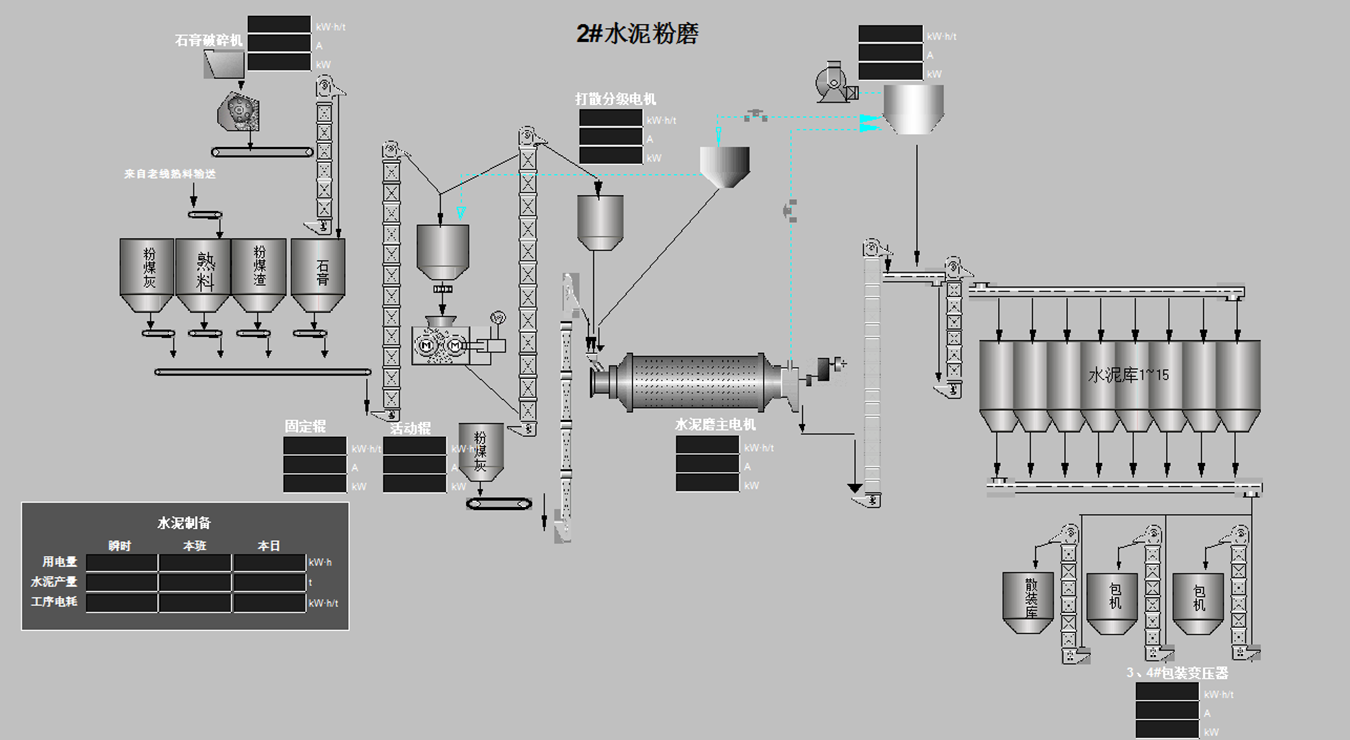 2#水泥粉磨
石膏破碎机
kW·h/t
A
kW
kW·h/t
A
kW
打散分级电机
kW·h/t
A
kW
来自老线熟料输送
粉煤灰
熟料
粉煤渣
石膏
M
M
水泥库1~15
固定辊
kW·h/t
A
kW
活动辊
kW·h/t
A
kW
粉煤灰
水泥磨主电机
kW·h/t
A
kW
水泥制备
瞬时 本班 本日
用电量 kW·h
水泥产量 t
工序电耗 kW·h/t
散装库
包机
包机
3、4#包装变压器
kW·h/t
A
kW